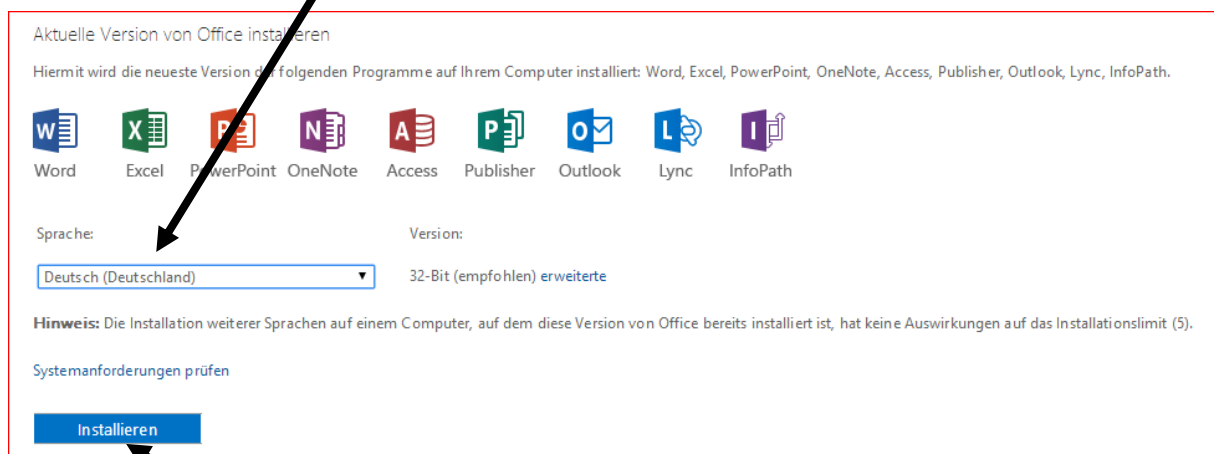 Aktuelle Version von Office installieren
Hiermit wird die neueste Version der folgenden Programme auf Ihrem Computer installiert: Word, Excel, PowerPoint, OneNote, Access, Publisher, Outlook, Lync, InfoPath.
Word Excel PowerPoint OneNote Access Publisher Outlook Lync InfoPath
Sprache: Version:
Deutsch (Deutschland) 32-Bit (empfohlen) erweiterte
Hinweis: Die Installation weiterer Sprachen auf einem Computer, auf dem diese Version von Office bereits installiert ist, hat keine Auswirkungen auf das Installationslimit (5).
Systemanforderungen prüfen
Installieren